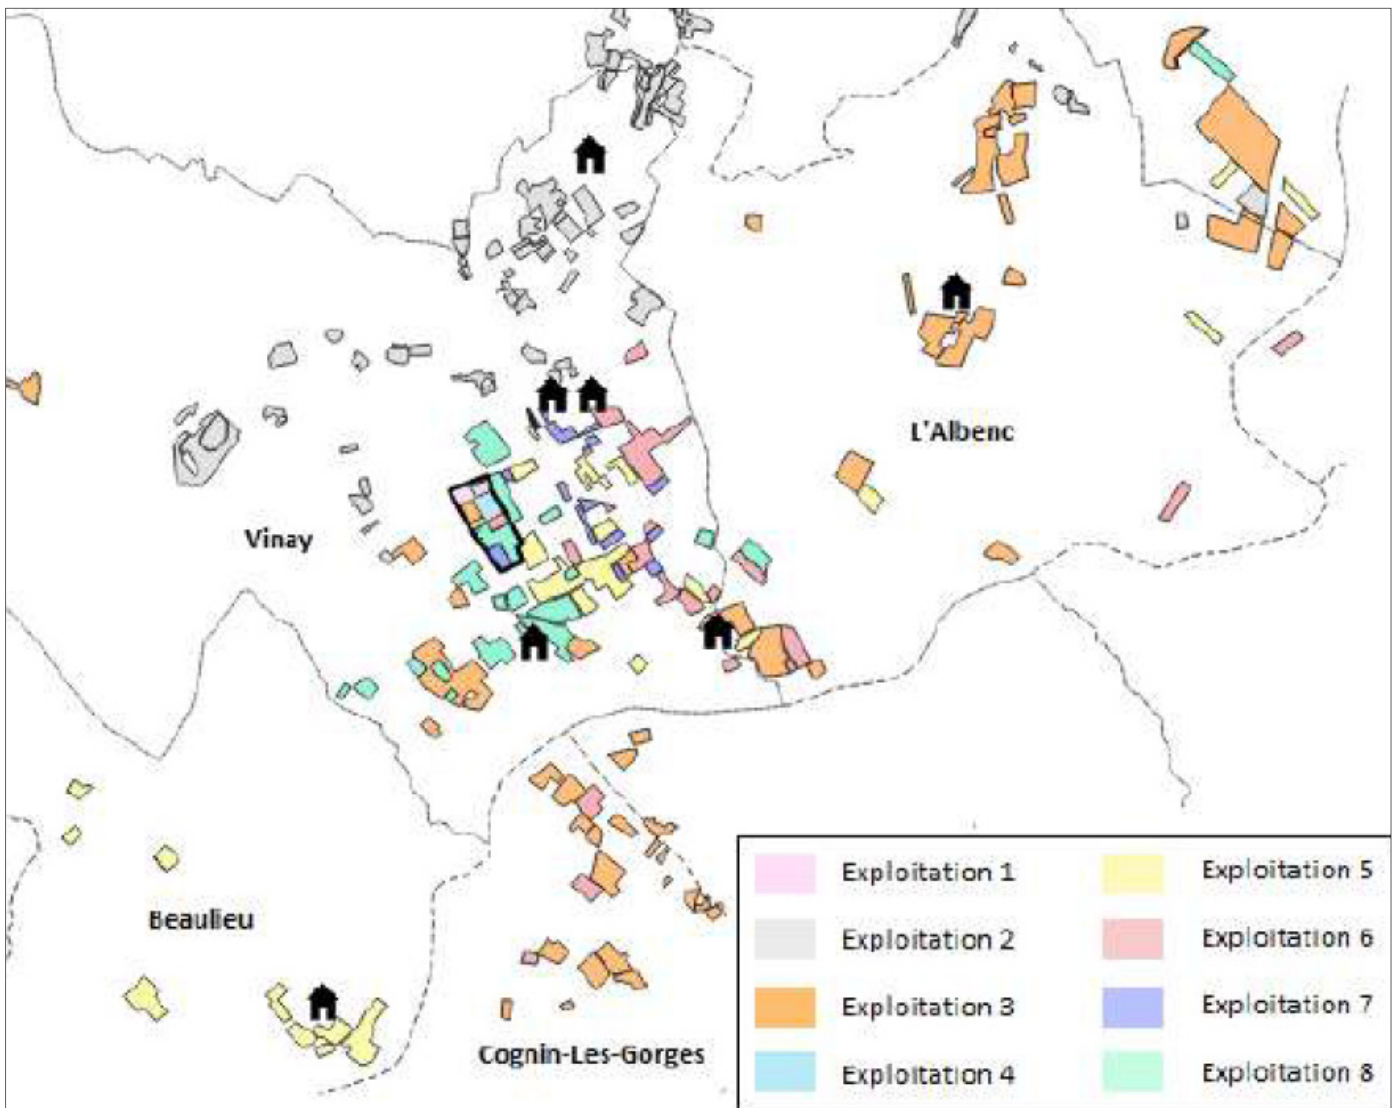 L'Albenc
Vinay
Beaulieu
Cognin-Les-Gorges
Exploitation 1
Exploitation 2
Exploitation 3
Exploitation 4
Exploitation 5
Exploitation 6
Exploitation 7
Exploitation 8